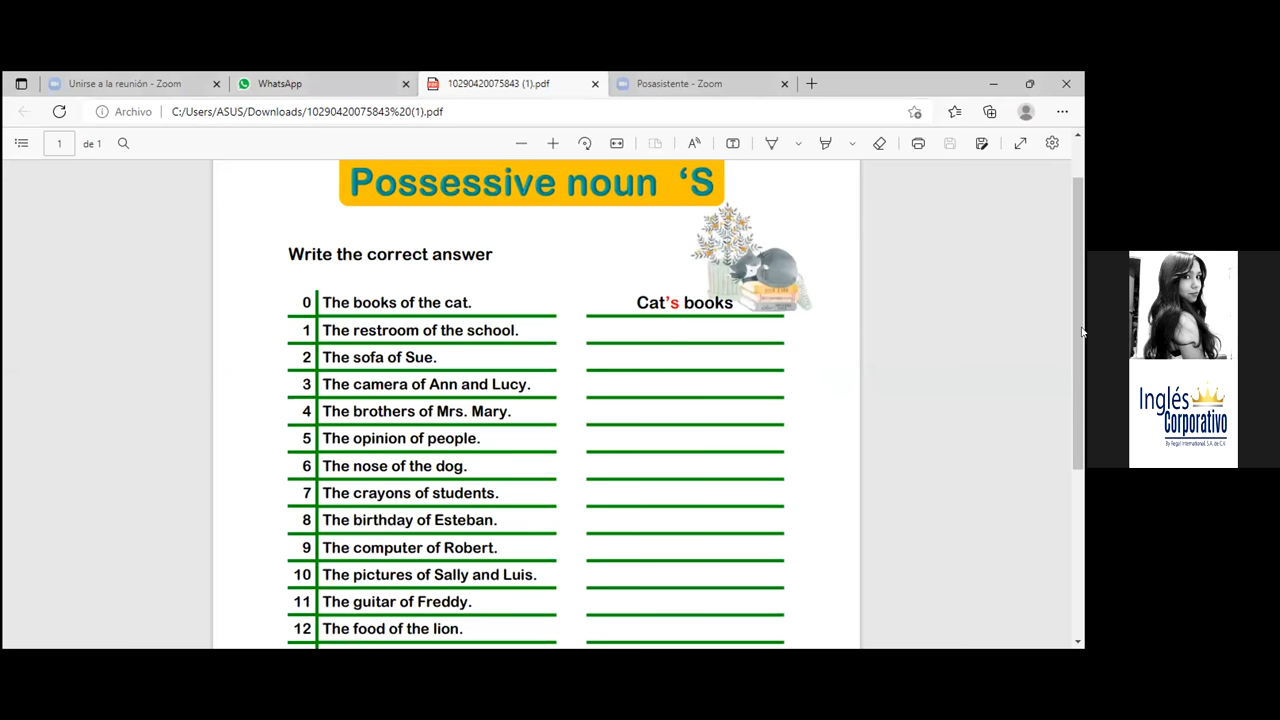 Unirse a la reunión - Zoom
WhatsApp
10290420075843 (1).pdf
Posasistente - Zoom
Archivo
C:/Users/ASUS/Downloads/10290420075843%20(1).pdf
1 de 1
Possessive noun ‘S
Write the correct answer
0 The books of the cat. Cat’s books
1 The restroom of the school.
2 The sofa of Sue.
3 The camera of Ann and Lucy.
4 The brothers of Mrs. Mary.
5 The opinion of people.
6 The nose of the dog.
7 The crayons of students.
8 The birthday of Esteban.
9 The computer of Robert.
10 The pictures of Sally and Luis.
11 The guitar of Freddy.
12 The food of the lion.
Inglés
Corporativo
By Regal International, S.A. de C.V.